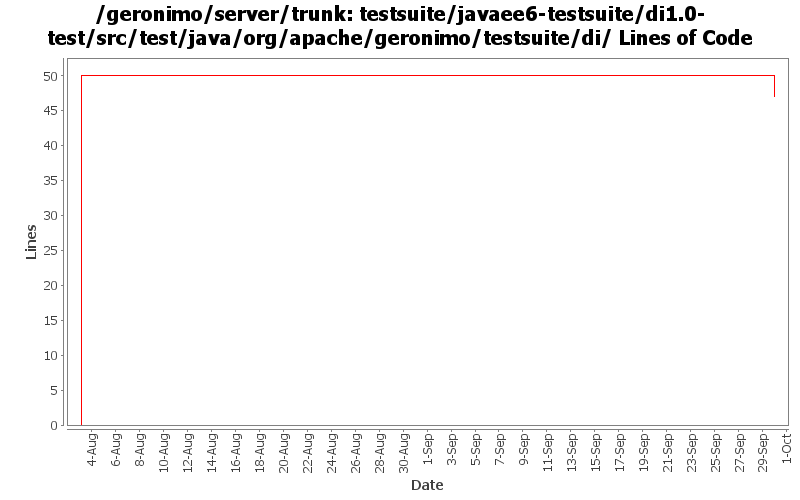 /geronimo/server/trunk: testsuite/javaee6-testsuite/di1.0-
test/src/test/java/org/apache/geronimo/testsuite/di/ Lines of Code
50
45
40
35
30
25
20
15
10
5
0
Lines
4-Aug
6-Aug
8-Aug
10-Aug
12-Aug
14-Aug
16-Aug
18-Aug
20-Aug
22-Aug
24-Aug
26-Aug
28-Aug
30-Aug
1-Sep
3-Sep
5-Sep
7-Sep
9-Sep
11-Sep
13-Sep
15-Sep
17-Sep
19-Sep
21-Sep
23-Sep
25-Sep
27-Sep
29-Sep
1-Oct
Date